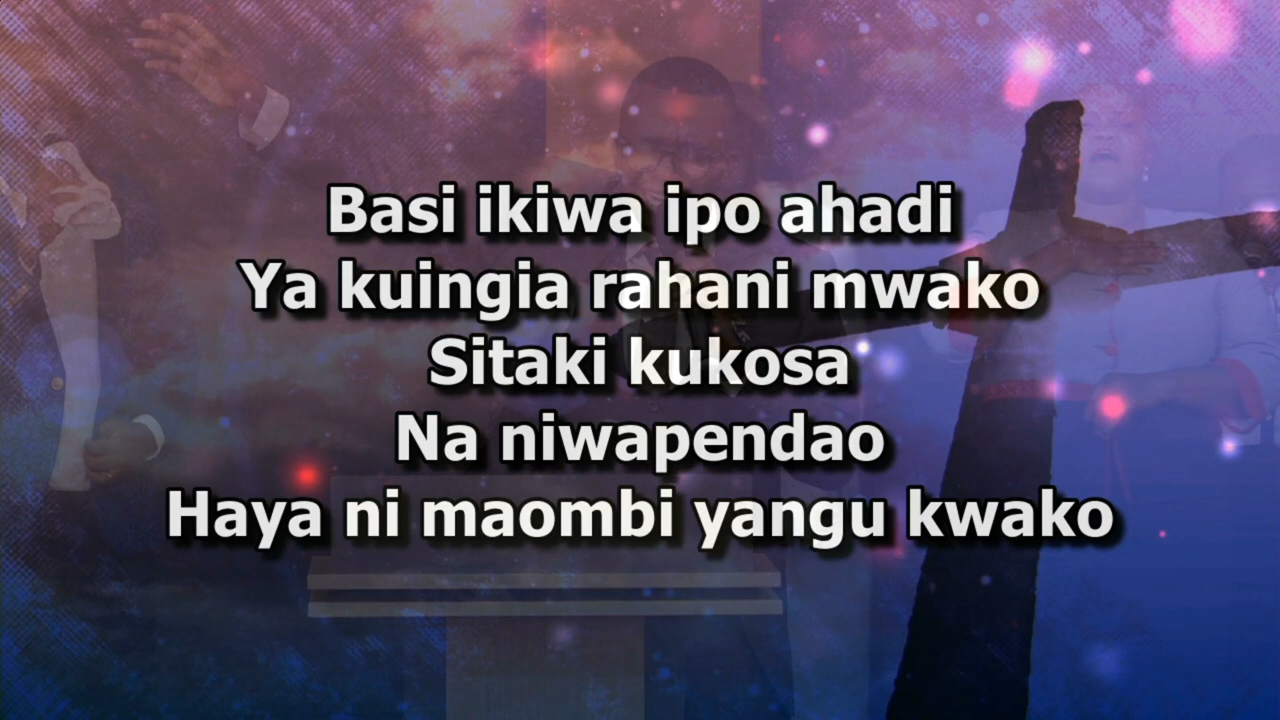 Basi ikiwa ipo ahadi
Ya kuingia rahani mwako
Sitaki kukosa
Na niwapendao
Haya ni maombi yangu kwako